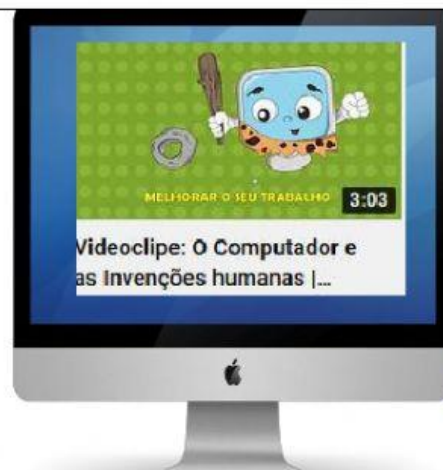 MELHORAR O SEU TRABALHO
3:03
Videoclipe: O Computador e
as Invenções humanas |...